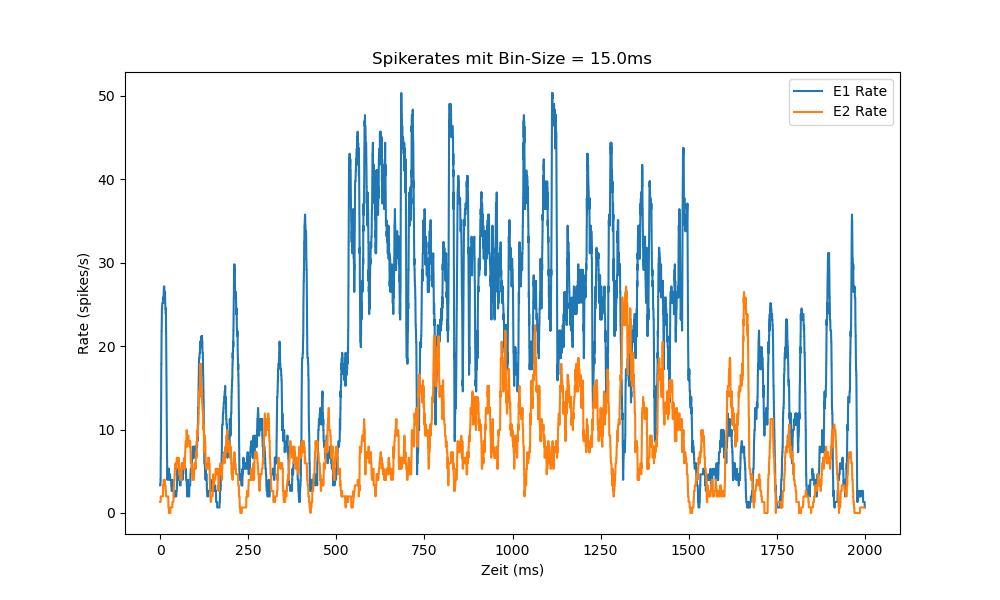 Spikerates mit Bin-Size = 15.0ms
E1 Rate
E2 Rate
50
40
30
20
10
0
Rate (spikes/s)
0 250 500 750 1000 1250 1500 1750 2000
Zeit (ms)